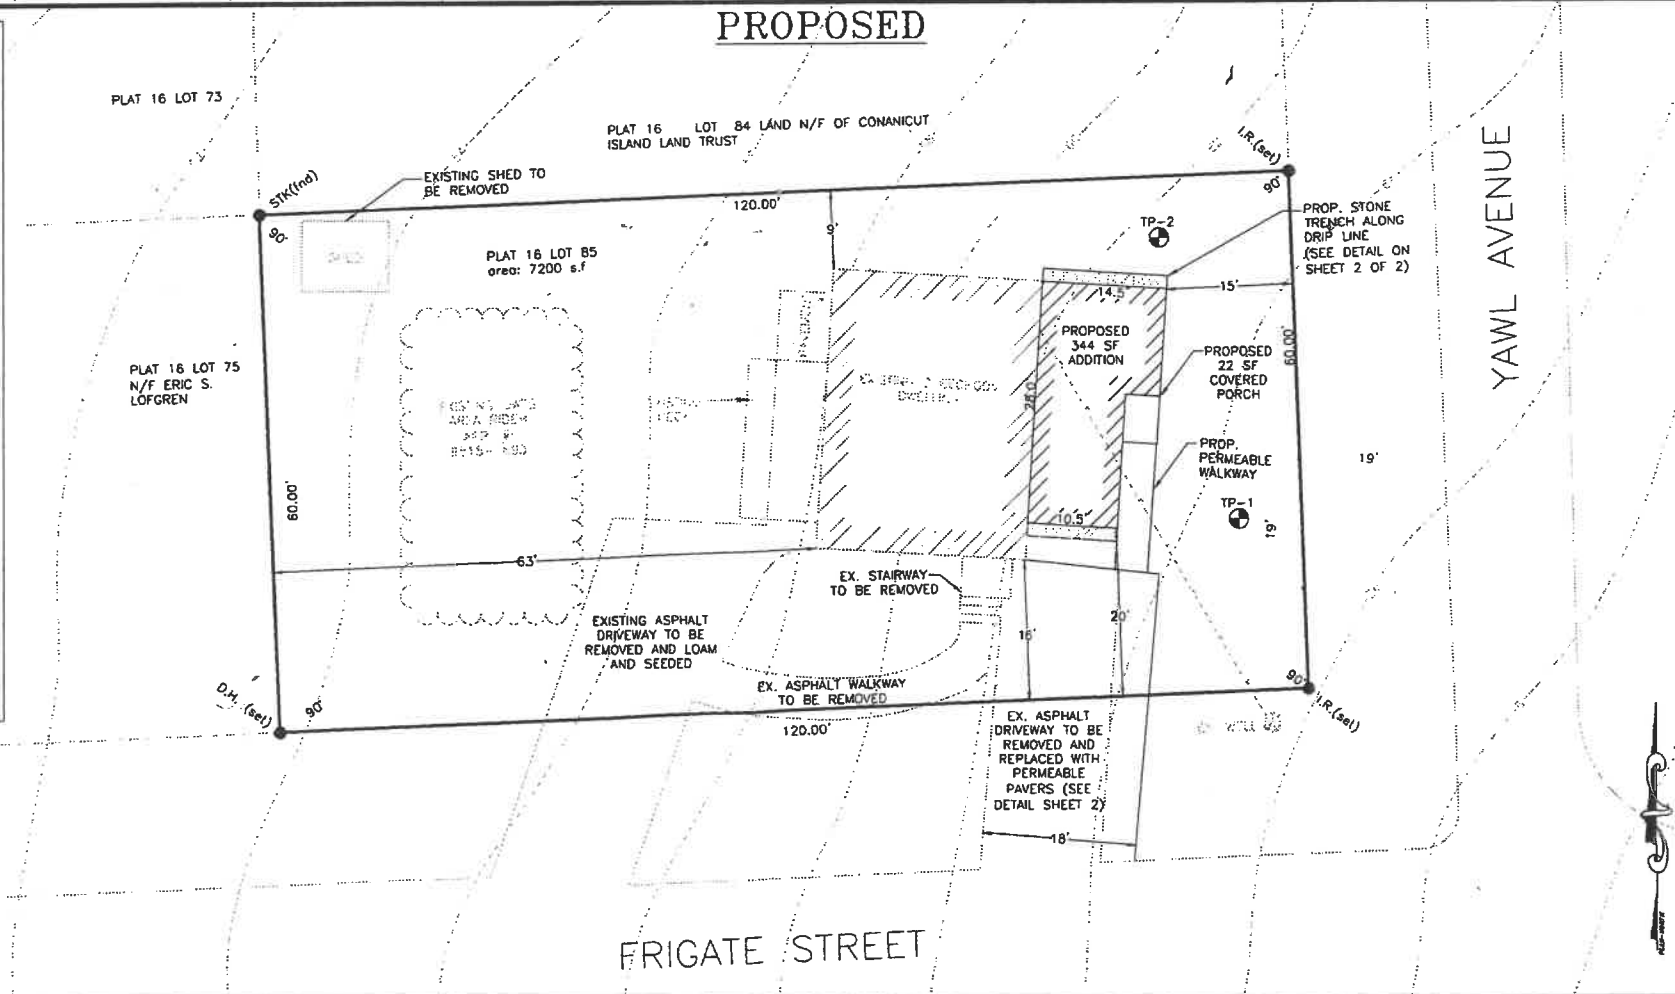 PROPOSED
PLAT 16 LOT 73
PLAT 16 LOT 84 LAND N/F OF CONANICUT
ISLAND LAND TRUST
I.R.(set)
90'
STK(fnd)
90'
EXISTING SHED TO
BE REMOVED
120.00'
9'
TP-2
PROP. STONE
TRENCH ALONG
DRIP LINE
(SEE DETAIL ON
SHEET 2 OF 2)
YAWL AVENUE
PLAT 16 LOT 85
area: 7200 s.f
SHED
14.5'
15'
PROPOSED
344 SF
ADDITION
60.00'
PROPOSED
22 SF
COVERED
PORCH
PLAT 16 LOT 75
N/F ERIC S.
LOFGREN
28.0
DWELLING
PROP.
PERMEABLE
WALKWAY
19'
TP-1
19'
60.00'
10.5'
63'
EX. STAIRWAY
TO BE REMOVED
16'
20'
EXISTING ASPHALT
DRIVEWAY TO BE
REMOVED AND LOAM
AND SEEDED
EX. ASPHALT WALKWAY
TO BE REMOVED
D.H. (set)
90'
120.00'
90'
I.R.(set)
WELL
EX. ASPHALT
DRIVEWAY TO BE
REMOVED AND
REPLACED WITH
PERMEABLE
PAVERS (SEE
DETAIL SHEET 2)
18'
FRIGATE STREET